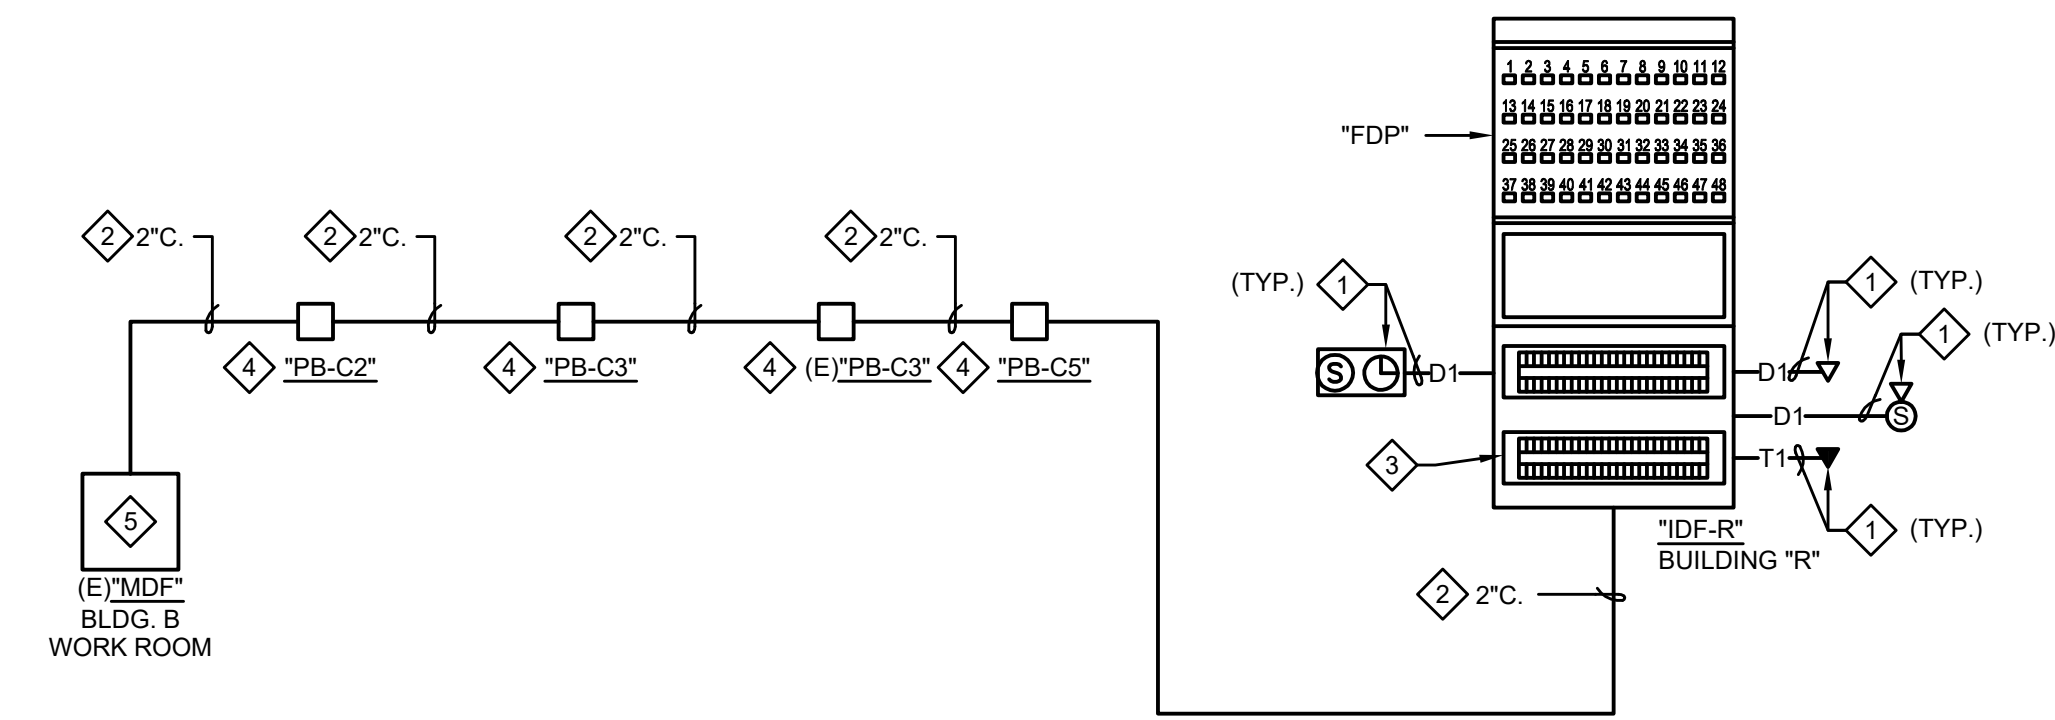 1 2 3 4 5 6 7 8 9 10 11 12
13 14 15 16 17 18 19 20 21 22 23 24
"FDP"
25 26 27 28 29 30 31 32 33 34 35 36
37 38 39 40 41 42 43 44 45 46 47 48
2 2"C.
2 2"C.
2 2"C.
2 2"C.
(TYP.) 1
1 (TYP.)
1 (TYP.)
4 "PB-C2"
4 "PB-C3"
4 (E)"PB-C3"
4 "PB-C5"
S D1
D1
D1 S
3
T1
5
1 (TYP.)
"IDF-R"
BUILDING "R"
(E)"MDF"
BLDG. B
WORK ROOM
2 2"C.